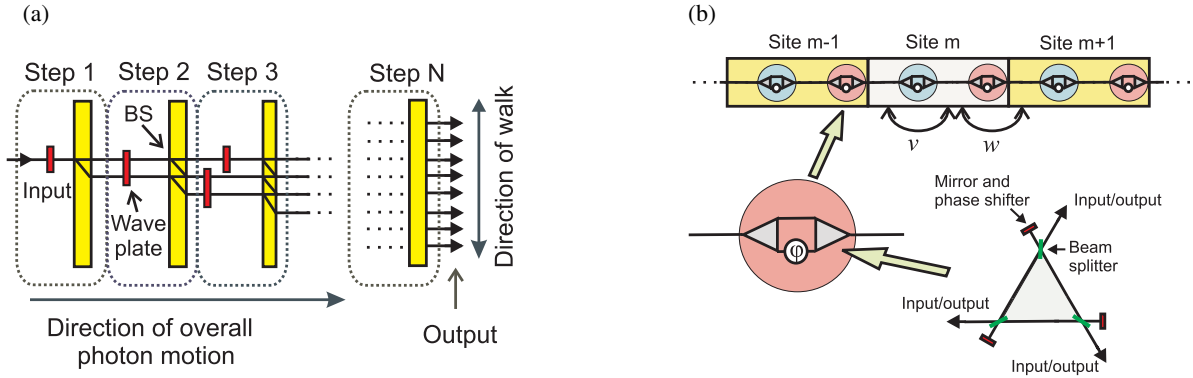 (a)
Step 1
Step 2
Step 3
Step N
BS
Input
Wave
plate
Direction of walk
Direction of overall
photon motion
Output
(b)
Site m-1
Site m
Site m+1
v
w
φ
Mirror and
phase shifter
Input/output
Beam
splitter
Input/output
Input/output